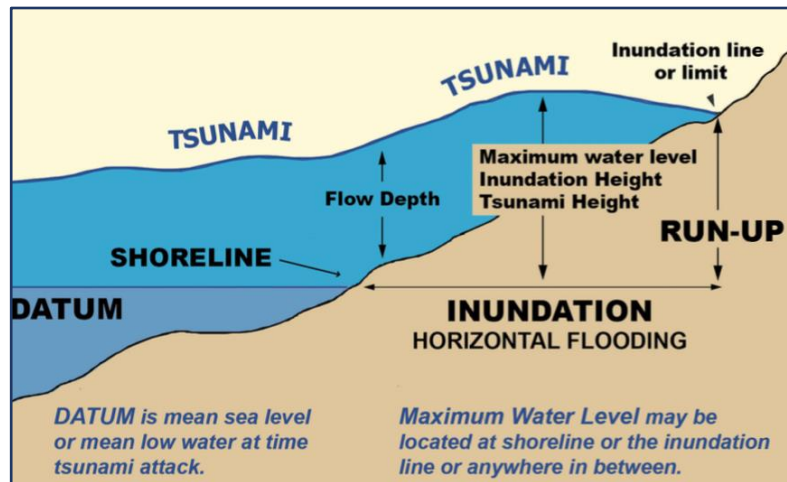 Inundation line
or limit
TSUNAMI
TSUNAMI
Maximum water level
Inundation Height
Tsunami Height
Flow Depth
RUN-UP
SHORELINE
DATUM
INUNDATION
HORIZONTAL FLOODING
DATUM is mean sea level
or mean low water at time
tsunami attack.
Maximum Water Level may be
located at shoreline or the inundation
line or anywhere in between.